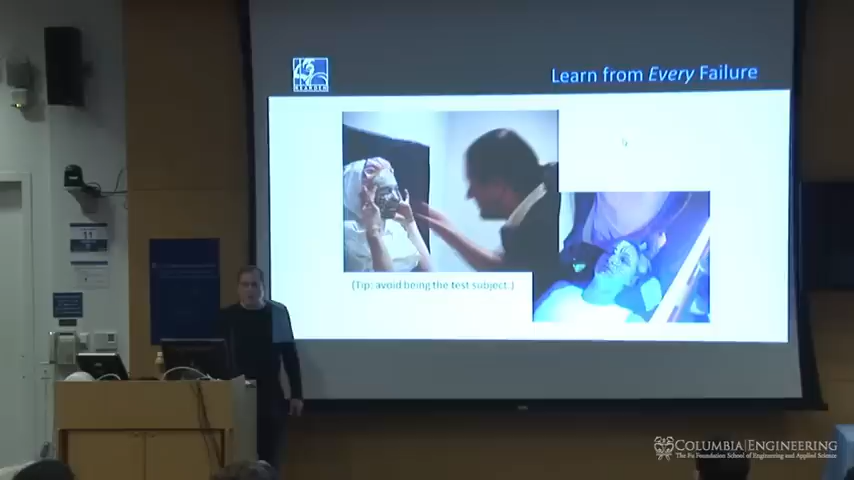 Learn from Every Failure
(Tip: avoid being the test subject.)
11
COLUMBIA ENGINEERING
The Fu Foundation School of Engineering and Applied Science